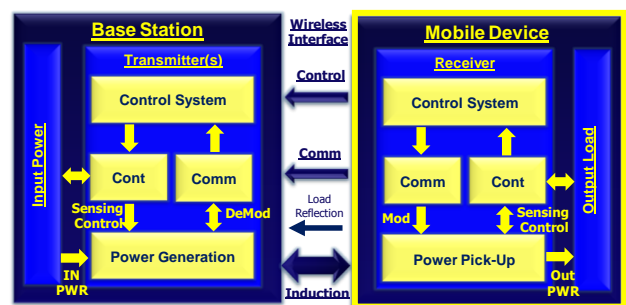 Base Station
Transmitter(s)
Input Power
Control System
Cont
Comm
Sensing
Control
DeMod
Power Generation
IN
PWR
Wireless
Interface
Control
Comm
Load
Reflection
Induction
Mobile Device
Receiver
Control System
Comm
Cont
Mod
Sensing
Control
Power Pick-Up
Out
PWR
Output Load